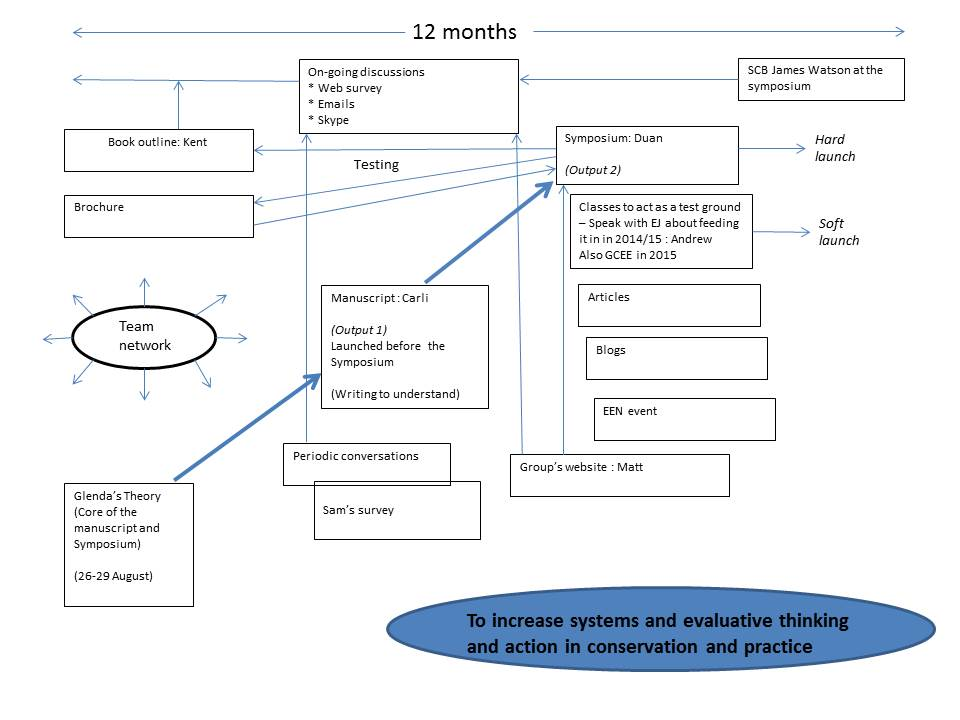 12 months
On-going discussions
* Web survey
* Emails
* Skype
SCB James Watson at the
symposium
Book outline: Kent
Testing
Symposium: Duan
(Output 2)
Hard
launch
Brochure
Classes to act as a test ground
– Speak with EJ about feeding
it in in 2014/15 : Andrew
Also GCEE in 2015
Soft
launch
Team
network
Manuscript: Carli
(Output 1)
Launched before the
Symposium
(Writing to understand)
Articles
Blogs
EEN event
Periodic conversations
Group's website : Matt
Glenda's Theory
(Core of the
manuscript and
Symposium)
(26-29 August)
Sam's survey
To increase systems and evaluative thinking
and action in conservation and practice